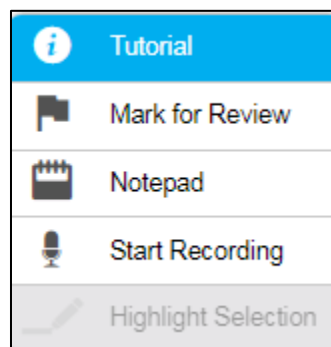 Tutorial
Mark for Review
Notepad
Start Recording
Highlight Selection